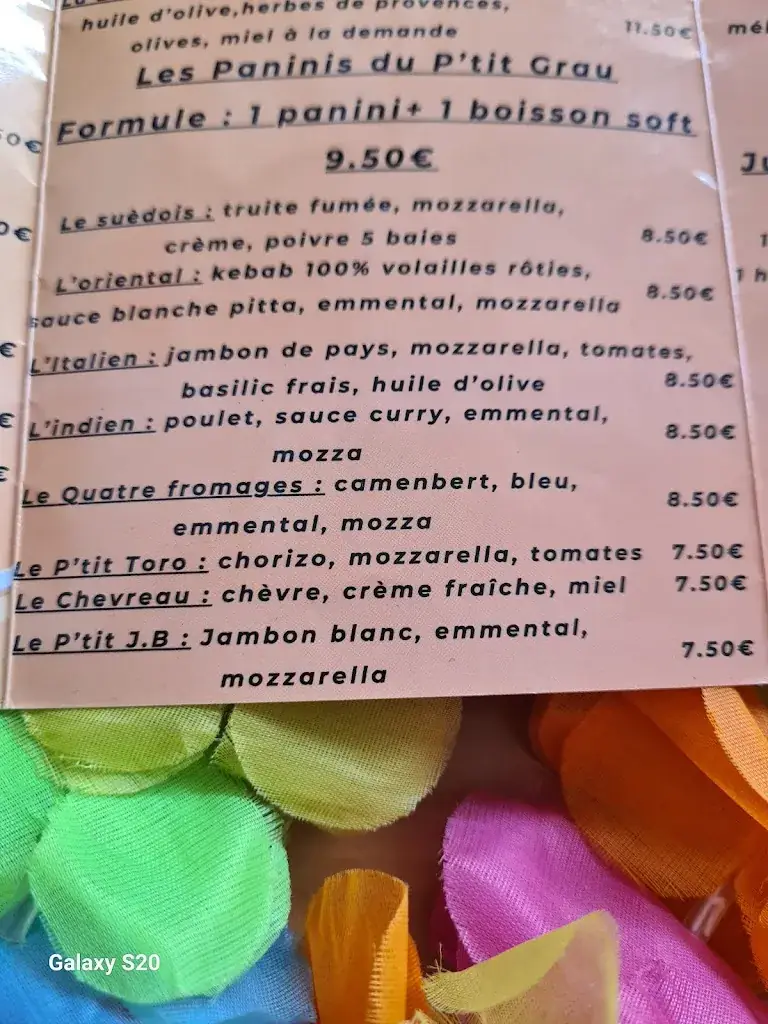 huile d'olive,herbes de provences,
olives, miel à la demande 11.50€
Les Paninis du P'tit Grau
Formule : 1 panini+ 1 boisson soft
9.50€
Le suèdois : truite fumée, mozzarella,
crème, poivre 5 baies 8.50€
L'oriental : kebab 100% volailles rôties,
sauce blanche pitta, emmental, mozzarella 8.50€
L'Italien : jambon de pays, mozzarella, tomates,
basilic frais, huile d'olive 8.50€
L'indien : poulet, sauce curry, emmental,
mozza 8.50€
Le Quatre fromages : camenbert, bleu,
emmental, mozza 8.50€
Le P'tit Toro : chorizo, mozzarella, tomates 7.50€
Le Chevreau : chèvre, crème fraîche, miel 7.50€
Le P'tit J.B : Jambon blanc, emmental,
mozzarella 7.50€
Galaxy S20